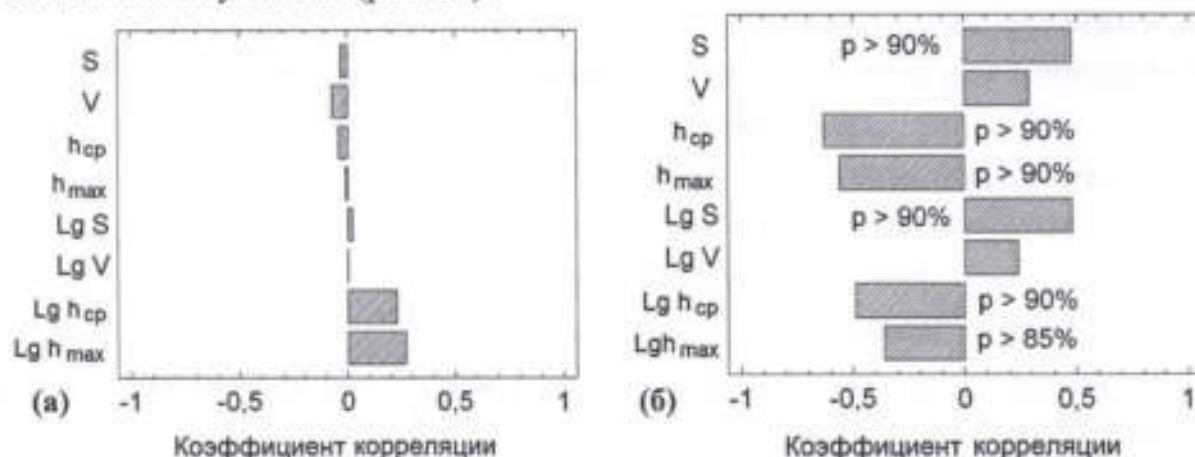 S
V
h cp
h max
Lg S
Lg V
Lg h cp
Lg h max
(а) -1 -0,5 0 0,5 1
Коэффициент корреляции
S p > 90%
V
h cp p > 90%
h max p > 90%
Lg S p > 90%
Lg V
Lg h cp p > 90%
Lgh max p > 85%
(б) -1 -0,5 0 0,5 1
Коэффициент корреляции